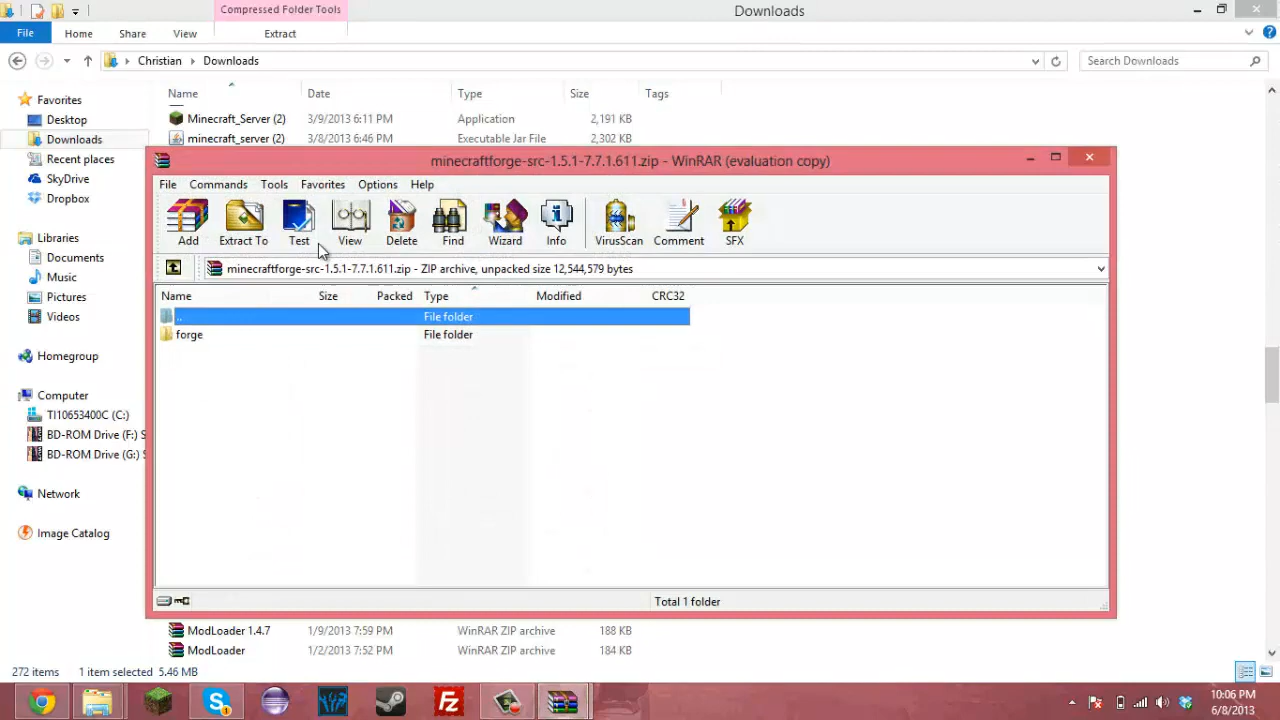 Compressed Folder Tools
Downloads
File Home Share View Extract
Christian Downloads Search Downloads
Name Date Type Size Tags
Favorites
Desktop
Downloads
Recent places
SkyDrive
Dropbox
Libraries
Documents
Music
Pictures
Videos
Homegroup
Computer
TI10653400C (C:)
BD-ROM Drive (F:) S
BD-ROM Drive (G:) S
Network
Image Catalog
Minecraft_Server (2) 3/9/2013 6:11 PM Application 2,191 KB
minecraft_server (2) 3/8/2013 6:46 PM Executable Jar File 2,302 KB
minecraftforge-src-1.5.1-7.7.1.611.zip - WinRAR (evaluation copy)
File Commands Tools Favorites Options Help
Add Extract To Test View Delete Find Wizard Info VirusScan Comment SFX
minecraftforge-src-1.5.1-7.7.1.611.zip - ZIP archive, unpacked size 12,544,579 bytes
Name Size Packed Type Modified CRC32
.. File folder
forge File folder
Total 1 folder
ModLoader 1.4.7 1/9/2013 7:59 PM WinRAR ZIP archive 188 KB
ModLoader 1/2/2013 7:52 PM WinRAR ZIP archive 184 KB
272 items 1 item selected 5.46 MB
10:06 PM
6/8/2013